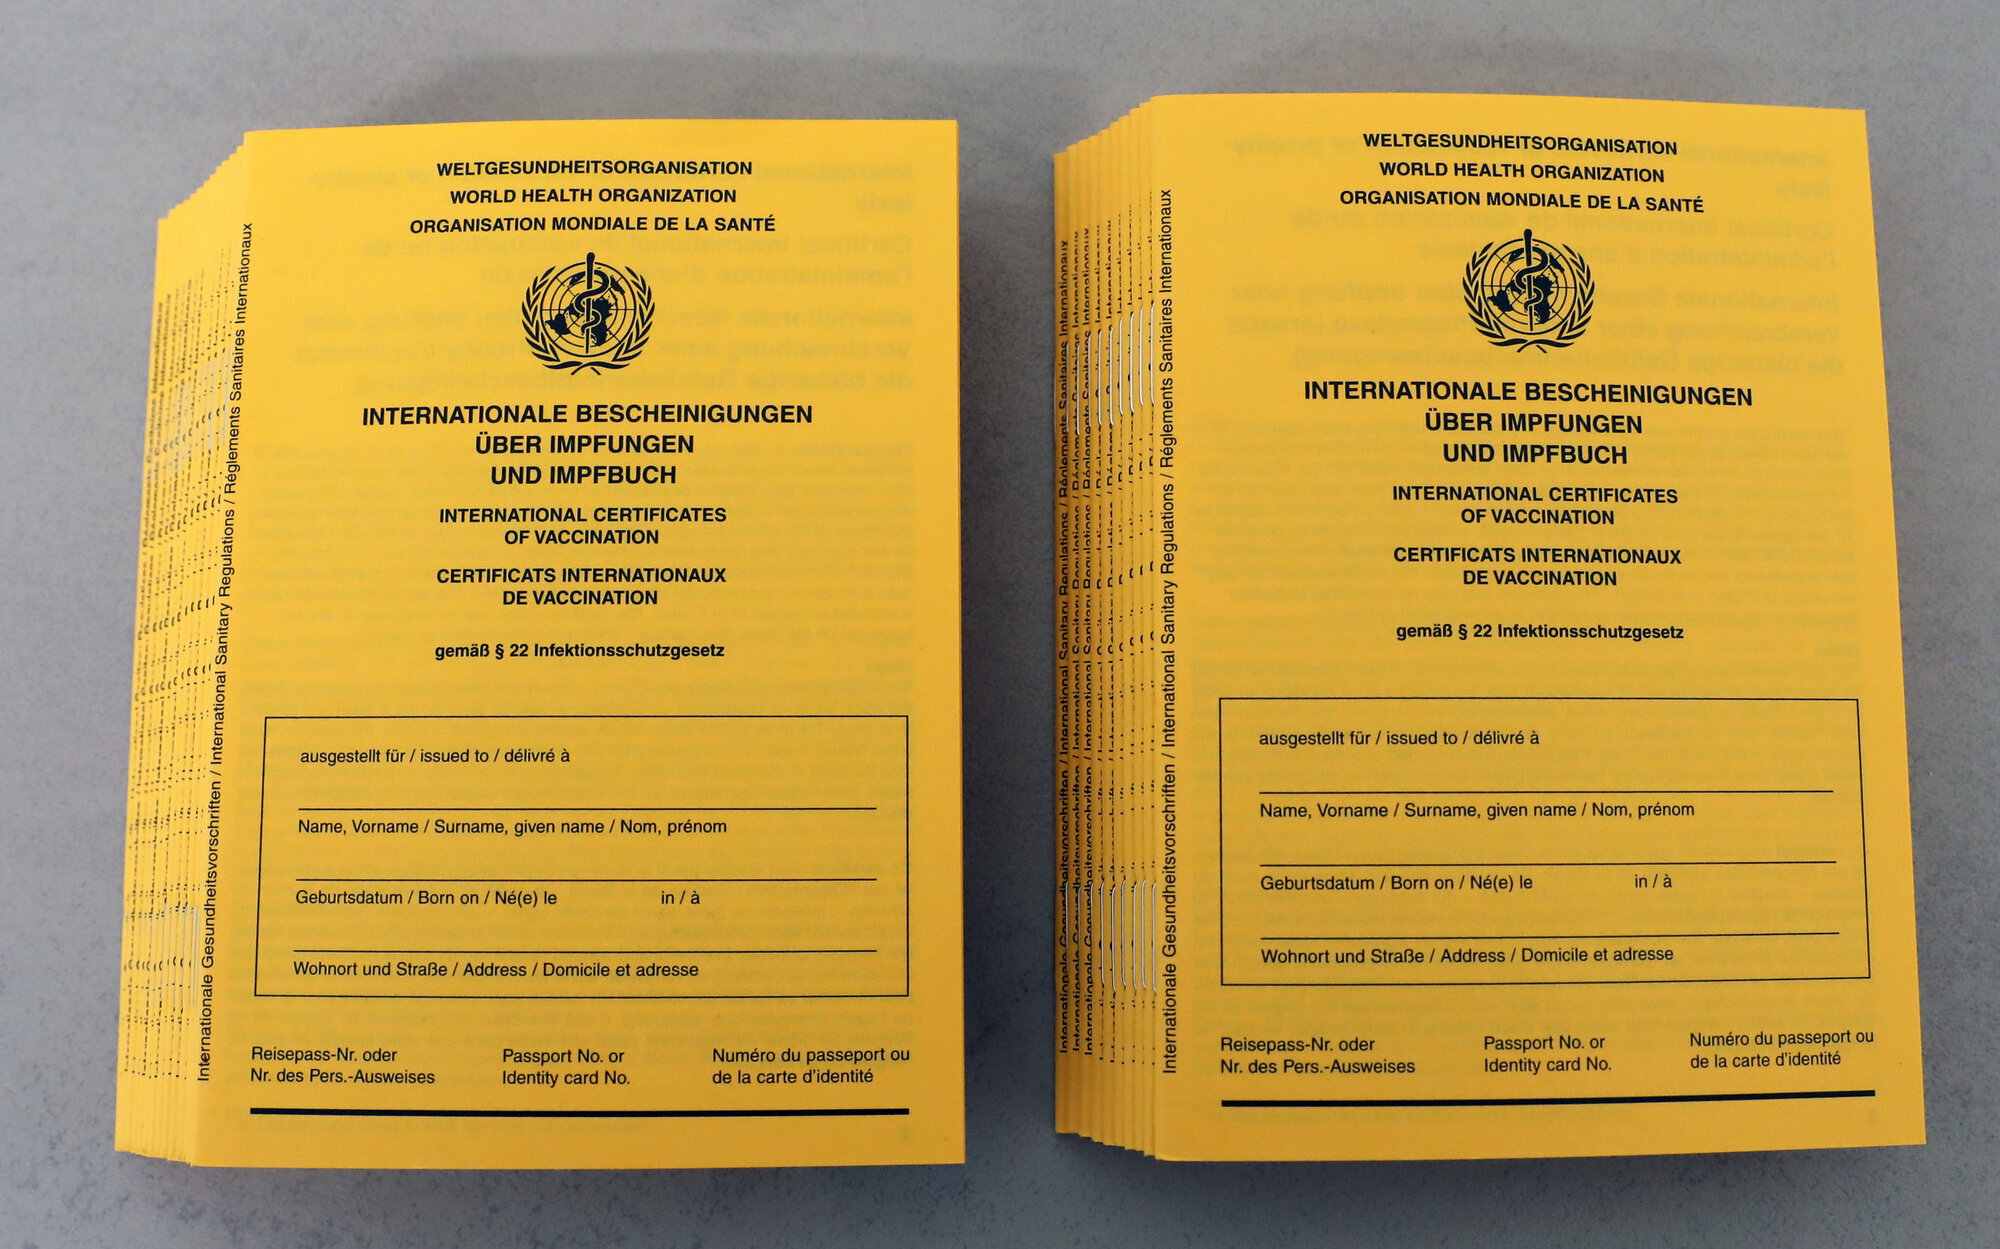 WELTGESUNDHEITSORGANISATION
WORLD HEALTH ORGANIZATION
ORGANISATION MONDIALE DE LA SANTÉ
INTERNATIONALE BESCHEINIGUNGEN
ÜBER IMPFUNGEN
UND IMPFBUCH
INTERNATIONAL CERTIFICATES
OF VACCINATION
CERTIFICATS INTERNATIONAUX
DE VACCINATION
gemäß § 22 Infektionsschutzgesetz
ausgestellt für / issued to / délivré à
Name, Vorname / Surname, given name / Nom, prénom
Geburtsdatum / Born on / Né(e) le in / à
Wohnort und Straße / Address / Domicile et adresse
Reisepass-Nr. oder Passport No. or Numéro du passeport ou
Nr. des Pers.-Ausweises Identity card No. de la carte d'identité
Internationale Gesundheitsvorschriften / International Sanitary Regulations / Réglements Sanitaires Internationaux
WELTGESUNDHEITSORGANISATION
WORLD HEALTH ORGANIZATION
ORGANISATION MONDIALE DE LA SANTÉ
INTERNATIONALE BESCHEINIGUNGEN
ÜBER IMPFUNGEN
UND IMPFBUCH
INTERNATIONAL CERTIFICATES
OF VACCINATION
CERTIFICATS INTERNATIONAUX
DE VACCINATION
gemäß § 22 Infektionsschutzgesetz
ausgestellt für / issued to / délivré à
Name, Vorname / Surname, given name / Nom, prénom
Geburtsdatum / Born on / Né(e) le in / à
Wohnort und Straße / Address / Domicile et adresse
Reisepass-Nr. oder Passport No. or Numéro du passeport ou
Nr. des Pers.-Ausweises Identity card No. de la carte d'identité
Internationale Gesundheitsvorschriften / International Sanitary Regulations / Réglements Sanitaires Internationaux